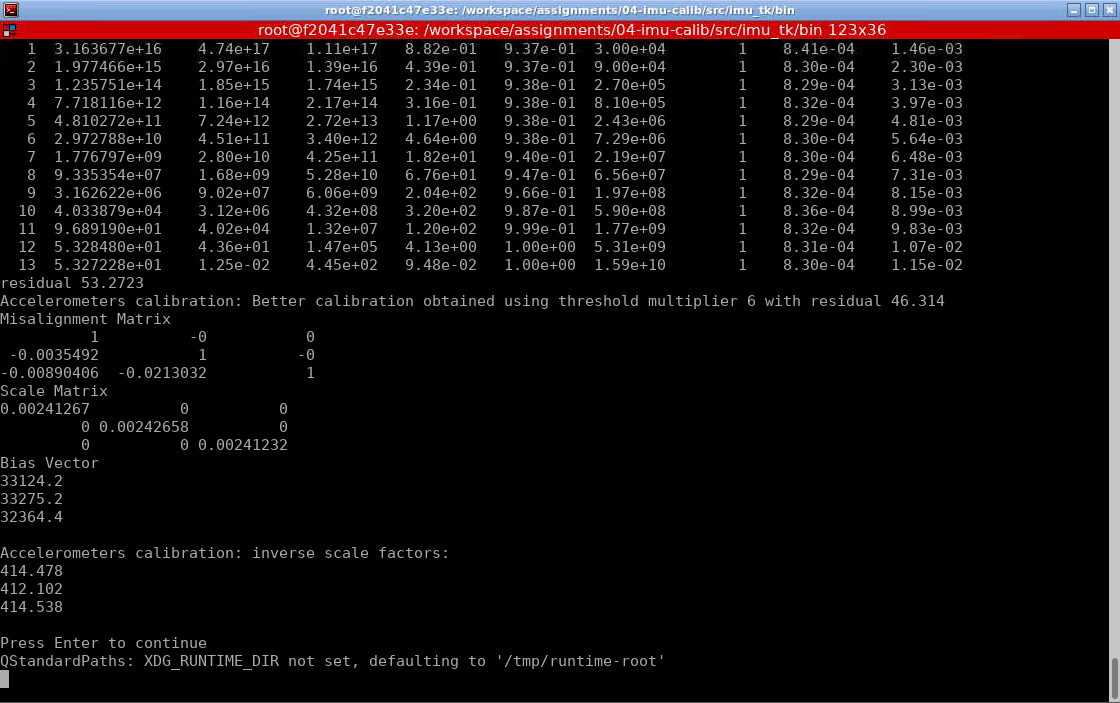 root@f2041c47e33e: /workspace/assignments/04-imu-calib/src/imu_tk/bin
root@f2041c47e33e: /workspace/assignments/04-imu-calib/src/imu_tk/bin 123x36
   1  3.163677e+16    4.74e+17    1.11e+17   8.82e-01   9.37e-01  3.00e+04        1    8.41e-04    1.46e-03
   2  1.977466e+15    2.97e+16    1.39e+16   4.39e-01   9.37e-01  9.00e+04        1    8.30e-04    2.30e-03
   3  1.235751e+14    1.85e+15    1.74e+15   2.34e-01   9.38e-01  2.70e+05        1    8.29e-04    3.13e-03
   4  7.718116e+12    1.16e+14    2.17e+14   3.16e-01   9.38e-01  8.10e+05        1    8.32e-04    3.97e-03
   5  4.810272e+11    7.24e+12    2.72e+13   1.17e+00   9.38e-01  2.43e+06        1    8.29e-04    4.81e-03
   6  2.972788e+10    4.51e+11    3.40e+12   4.64e+00   9.38e-01  7.29e+06        1    8.30e-04    5.64e-03
   7  1.776797e+09    2.80e+10    4.25e+11   1.82e+01   9.40e-01  2.19e+07        1    8.30e-04    6.48e-03
   8  9.335354e+07    1.68e+09    5.28e+10   6.76e+01   9.47e-01  6.56e+07        1    8.29e-04    7.31e-03
   9  3.162622e+06    9.02e+07    6.06e+09   2.04e+02   9.66e-01  1.97e+08        1    8.32e-04    8.15e-03
  10  4.033879e+04    3.12e+06    4.32e+08   3.20e+02   9.87e-01  5.90e+08        1    8.36e-04    8.99e-03
  11  9.689190e+01    4.02e+04    1.32e+07   1.20e+02   9.99e-01  1.77e+09        1    8.32e-04    9.83e-03
  12  5.328480e+01    4.36e+01    1.47e+05   4.13e+00   1.00e+00  5.31e+09        1    8.31e-04    1.07e-02
  13  5.327228e+01    1.25e-02    4.45e+02   9.48e-02   1.00e+00  1.59e+10        1    8.30e-04    1.15e-02
residual 53.2723
Accelerometers calibration: Better calibration obtained using threshold multiplier 6 with residual 46.314
Misalignment Matrix
          1          -0           0
 -0.0035492           1          -0
-0.00890406  -0.0213032           1
Scale Matrix
0.00241267          0          0
         0 0.00242658          0
         0          0 0.00241232
Bias Vector
33124.2
33275.2
32364.4
Accelerometers calibration: inverse scale factors:
414.478
412.102
414.538
Press Enter to continue
QStandardPaths: XDG_RUNTIME_DIR not set, defaulting to '/tmp/runtime-root'